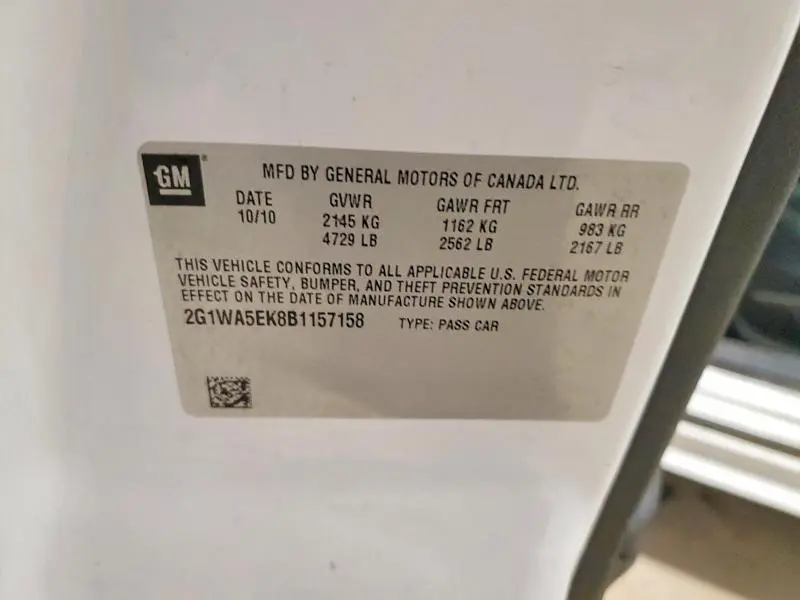 GM
MFD BY GENERAL MOTORS OF CANADA LTD.
DATE GVWR GAWR FRT GAWR RR
10/10 2145 KG 1162 KG 983 KG
4729 LB 2562 LB 2167 LB
THIS VEHICLE CONFORMS TO ALL APPLICABLE U.S. FEDERAL MOTOR
VEHICLE SAFETY, BUMPER, AND THEFT PREVENTION STANDARDS IN
EFFECT ON THE DATE OF MANUFACTURE SHOWN ABOVE.
2G1WA5EK8B1157158 TYPE: PASS CAR